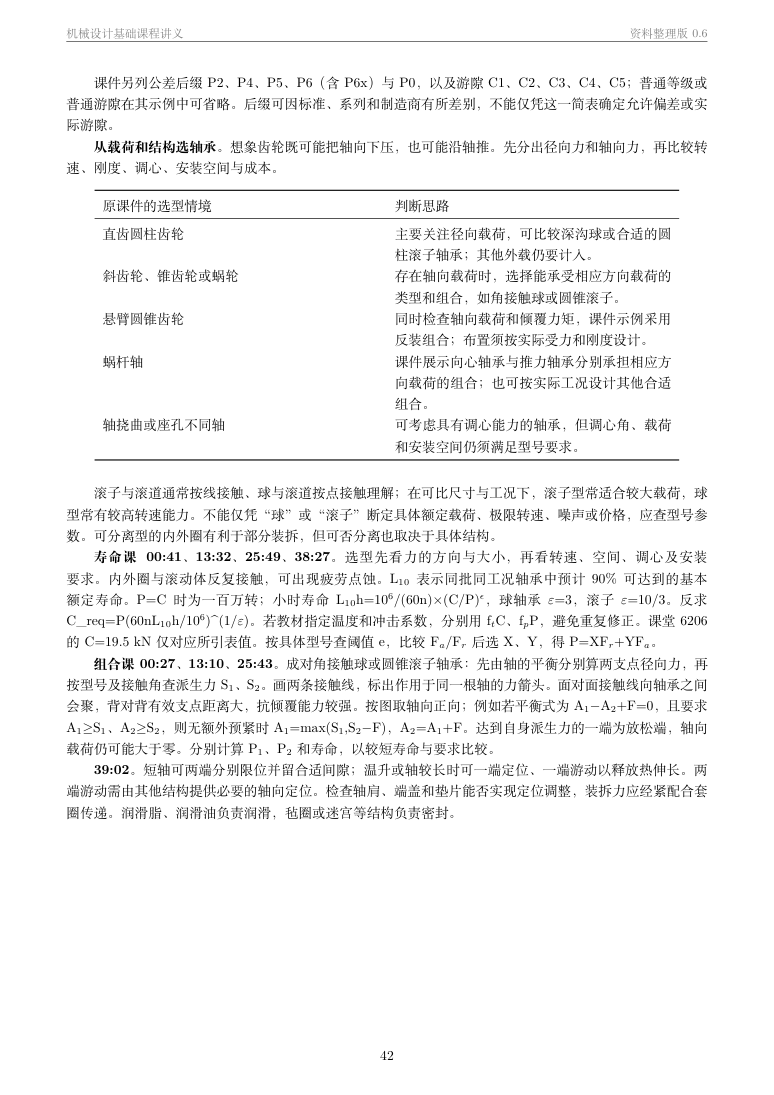 机械设计基础课程讲义 资料整理版 0.6
课件另列公差后缀 P2、P4、P5、P6（含 P6x）与 P0，以及游隙 C1、C2、C3、C4、C5；普通等级或
普通游隙在其示例中可省略。后缀可因标准、系列和制造商有所差别，不能仅凭这一简表确定允许偏差或实
际游隙。
从载荷和结构选轴承。想象齿轮既可能把轴向下压，也可能沿轴推。先分出径向力和轴向力，再比较转
速、刚度、调心、安装空间与成本。
原课件的选型情境 判断思路
直齿圆柱齿轮 主要关注径向载荷，可比较深沟球或合适的圆
柱滚子轴承；其他外载仍要计入。
斜齿轮、锥齿轮或蜗轮 存在轴向载荷时，选择能承受相应方向载荷的
类型和组合，如角接触球或圆锥滚子。
悬臂圆锥齿轮 同时检查轴向载荷和倾覆力矩，课件示例采用
反装组合；布置须按实际受力和刚度设计。
蜗杆轴 课件展示向心轴承与推力轴承分别承担相应方
向载荷的组合；也可按实际工况设计其他合适
组合。
轴挠曲或座孔不同轴 可考虑具有调心能力的轴承，但调心角、载荷
和安装空间仍须满足型号要求。
滚子与滚道通常按线接触、球与滚道按点接触理解；在可比尺寸与工况下，滚子型常适合较大载荷，球
型常有较高转速能力。不能仅凭“球”或“滚子”断定具体额定载荷、极限转速、噪声或价格，应查型号参
数。可分离型的内外圈有利于部分装拆，但可否分离也取决于具体结构。
寿命课 00:41、13:32、25:49、38:27。选型先看力的方向与大小，再看转速、空间、调心及安装
要求。内外圈与滚动体反复接触，可出现疲劳点蚀。L₁₀ 表示同批同工况轴承中预计 90% 可达到的基本
额定寿命。P=C 时为一百万转；小时寿命 L₁₀h=10⁶/(60n)×(C/P)^ε，球轴承 ε=3，滚子 ε=10/3。反求
C_req=P(60nL₁₀h/10⁶)^(1/ε)。若教材指定温度和冲击系数，分别用 fₜC、fₚP，避免重复修正。课堂 6206
的 C=19.5 kN 仅对应所引表值。按具体型号查阈值 e，比较 Fₐ/Fᵣ 后选 X、Y，得 P=XFᵣ+YFₐ。
组合课 00:27、13:10、25:43。成对角接触球或圆锥滚子轴承：先由轴的平衡分别算两支点径向力，再
按型号及接触角查派生力 S₁、S₂。画两条接触线，标出作用于同一根轴的力箭头。面对面接触线向轴承之间
会聚，背对背有效支点距离大，抗倾覆能力较强。按图取轴向正向；例如若平衡式为 A₁−A₂+F=0，且要求
A₁≥S₁、A₂≥S₂，则无额外预紧时 A₁=max(S₁,S₂−F)，A₂=A₁+F。达到自身派生力的一端为放松端，轴向
载荷仍可能大于零。分别计算 P₁、P₂ 和寿命，以较短寿命与要求比较。
39:02。短轴可两端分别限位并留合适间隙；温升或轴较长时可一端定位、一端游动以释放热伸长。两
端游动需由其他结构提供必要的轴向定位。检查轴肩、端盖和垫片能否实现定位调整，装拆力应经紧配合套
圈传递。润滑脂、润滑油负责润滑，毡圈或迷宫等结构负责密封。
42